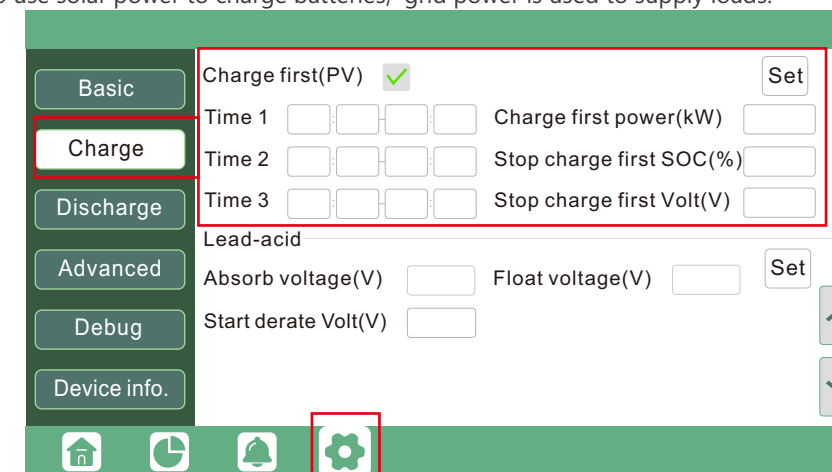 use solar power to charge batteries, grid power is used to supply loads.
Basic
Charge
Discharge
Advanced
Debug
Device info.
Charge first(PV)
Set
Time 1 : - : Charge first power(kW)
Time 2 : - : Stop charge first SOC(%)
Time 3 : - : Stop charge first Volt(V)
Lead-acid
Absorb voltage(V) Float voltage(V) Set
Start derate Volt(V)